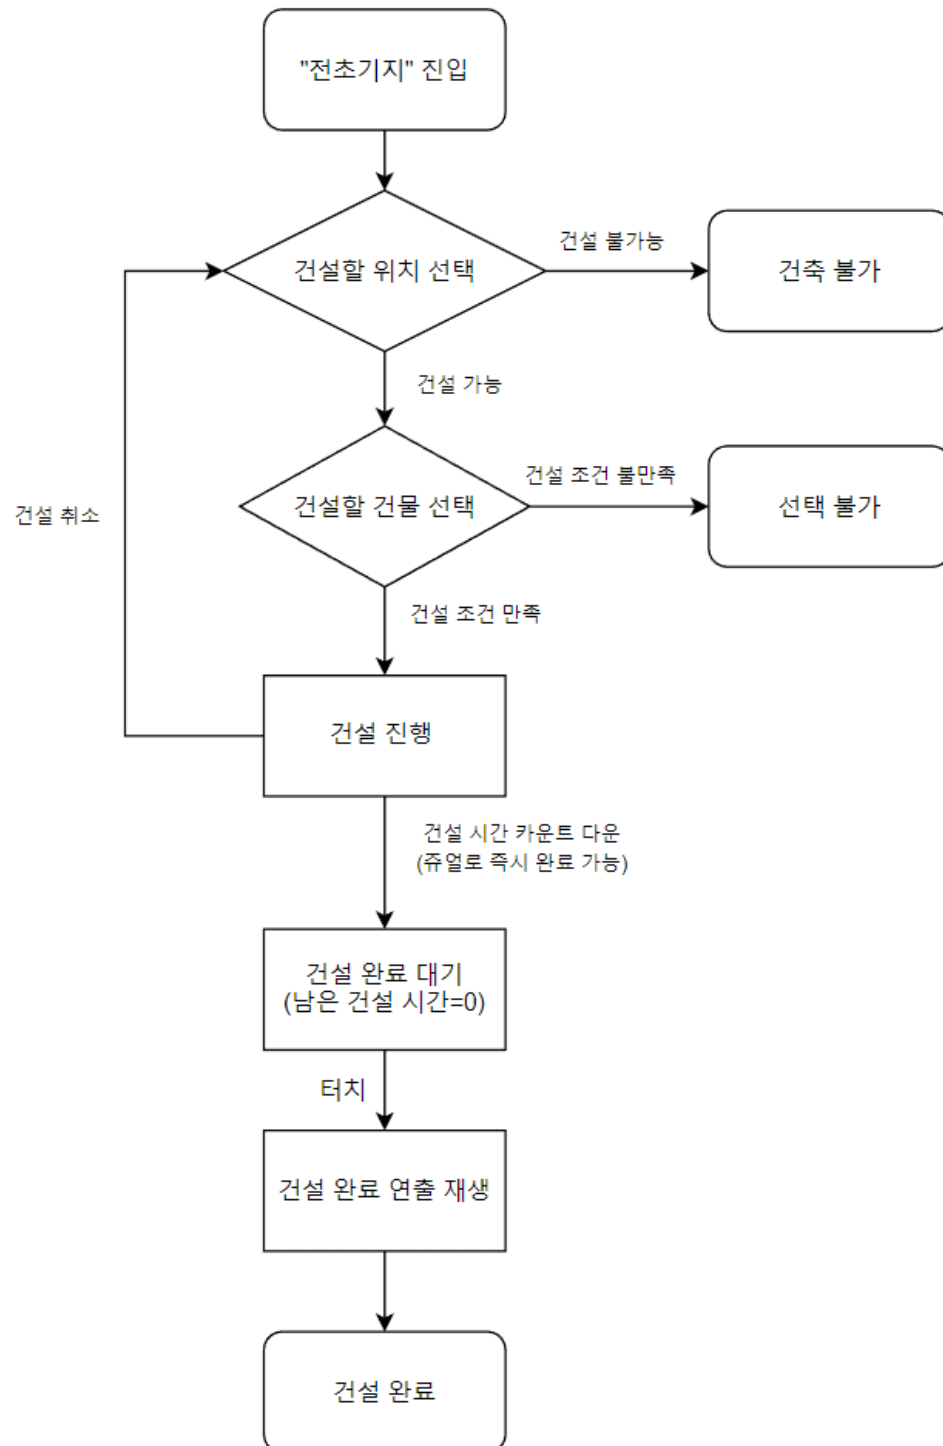 "전초기지" 진입
건설할 위치 선택
건설 불가능
건축 불가
건설 가능
건설할 건물 선택
건설 조건 불만족
선택 불가
건설 취소
건설 조건 만족
건설 진행
건설 시간 카운트 다운
(쥬얼로 즉시 완료 가능)
건설 완료 대기
(남은 건설 시간=0)
터치
건설 완료 연출 재생
건설 완료